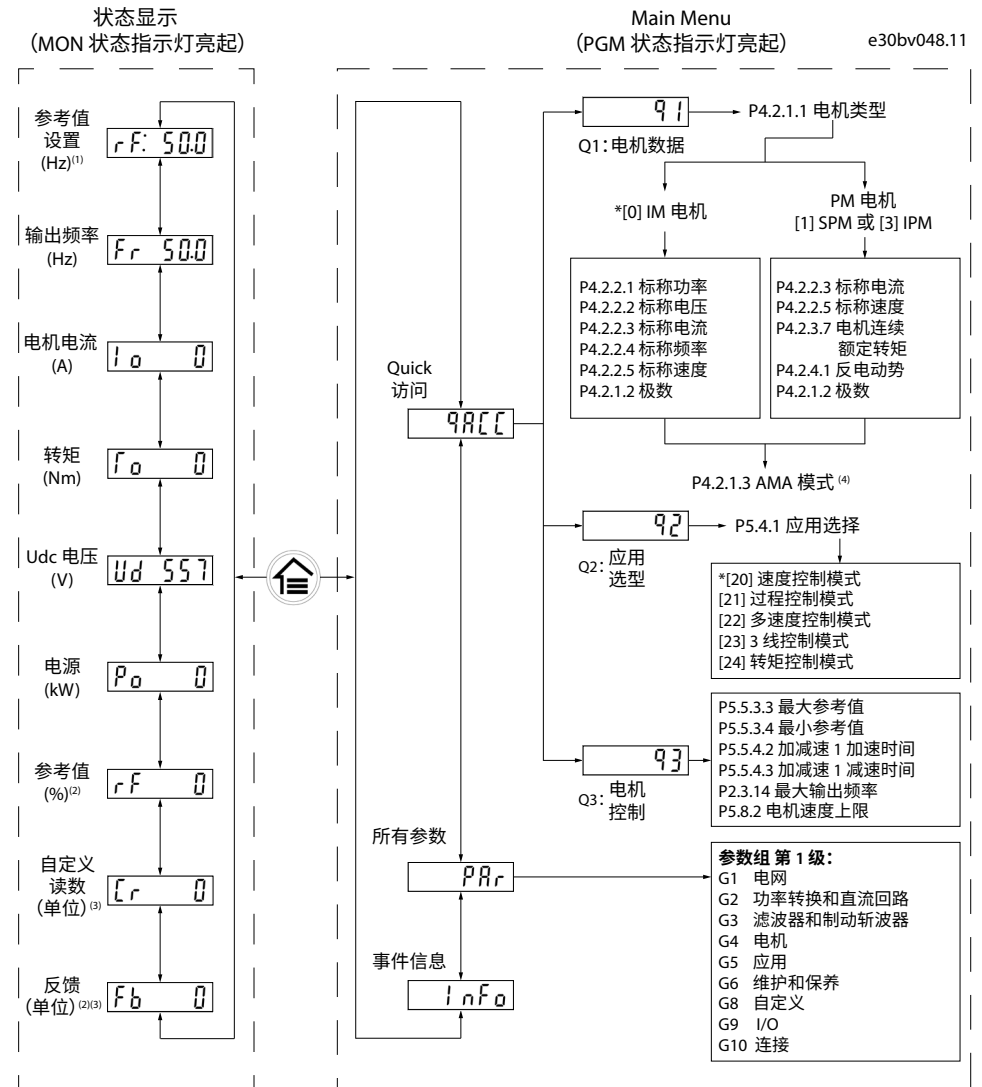 状态显示
（MON 状态指示灯亮起）
Main Menu
（PGM 状态指示灯亮起）
e30bv048.11
参考值
设置
(Hz)(1)
rF: 50.0
输出频率
(Hz)
Fr 50.0
电机电流
(A)
Io 0
转矩
(Nm)
To 0
Udc 电压
(V)
Ud 557
电源
(kW)
Po 0
参考值
(%)(2)
rF 0
自定义
读数
（单位）(3)
Cr 0
反馈
（单位）(2)(3)
Fb 0
Quick
访问
qACC
所有参数
PAr
事件信息
InFo
q1
Q1：电机数据
P4.2.1.1 电机类型
*[0] IM 电机
PM 电机
[1] SPM 或 [3] IPM
P4.2.2.1 标称功率
P4.2.2.2 标称电压
P4.2.2.3 标称电流
P4.2.2.4 标称频率
P4.2.2.5 标称速度
P4.2.1.2 极数
P4.2.2.3 标称电流
P4.2.2.5 标称速度
P4.2.3.7 电机连续
额定转矩
P4.2.4.1 反电动势
P4.2.1.2 极数
P4.2.1.3 AMA 模式 (4)
q2
Q2：应用
选型
P5.4.1 应用选择
*[20] 速度控制模式
[21] 过程控制模式
[22] 多速度控制模式
[23] 3 线控制模式
[24] 转矩控制模式
q3
Q3：电机
控制
P5.5.3.3 最大参考值
P5.5.3.4 最小参考值
P5.5.4.2 加减速 1 加速时间
P5.5.4.3 加减速 1 减速时间
P2.3.14 最大输出频率
P5.8.2 电机速度上限
参数组 第 1 级：
G1 电网
G2 功率转换和直流回路
G3 滤波器和制动斩波器
G4 电机
G5 应用
G6 维护和保养
G8 自定义
G9 I/O
G10 连接